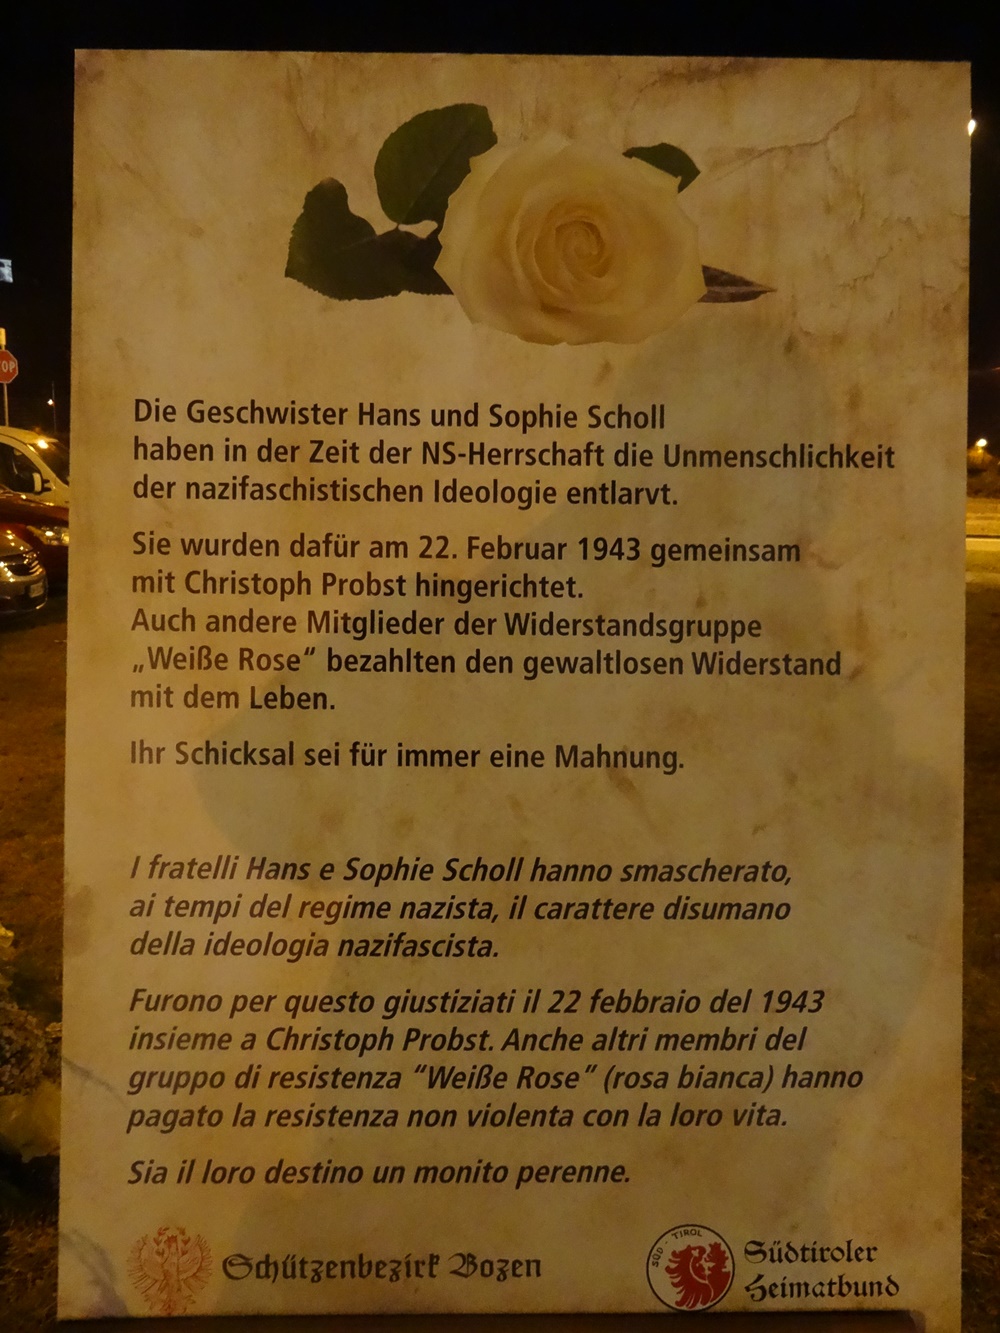 Die Geschwister Hans und Sophie Scholl
haben in der Zeit der NS-Herrschaft die Unmenschlichkeit
der nazifaschistischen Ideologie entlarvt.
Sie wurden dafür am 22. Februar 1943 gemeinsam
mit Christoph Probst hingerichtet.
Auch andere Mitglieder der Widerstandsgruppe
„Weiße Rose“ bezahlten den gewaltlosen Widerstand
mit dem Leben.
Ihr Schicksal sei für immer eine Mahnung.
I fratelli Hans e Sophie Scholl hanno smascherato,
ai tempi del regime nazista, il carattere disumano
della ideologia nazifascista.
Furono per questo giustiziati il 22 febbraio del 1943
insieme a Christoph Probst. Anche altri membri del
gruppo di resistenza “Weiße Rose” (rosa bianca) hanno
pagato la resistenza non violenta con la loro vita.
Sia il loro destino un monito perenne.
Schützenbezirk Bozen
SÜD - TIROL
Südtiroler
Heimatbund